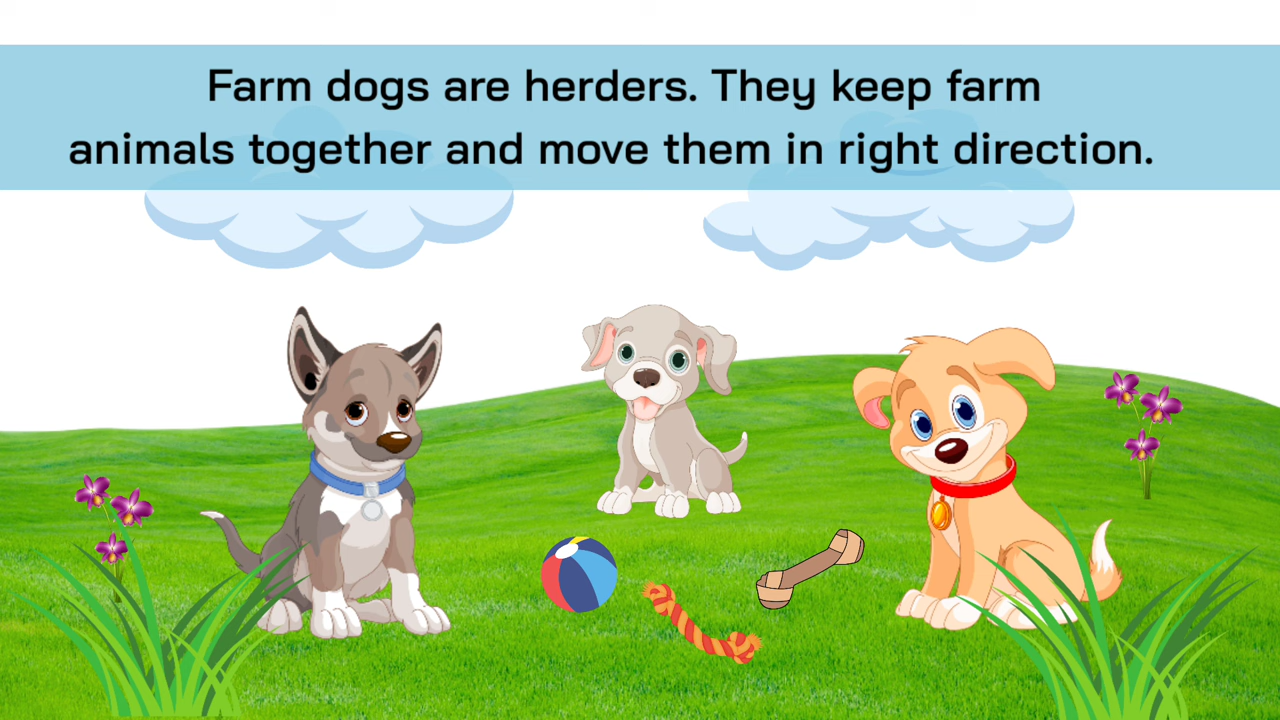 Farm dogs are herders. They keep farm
animals together and move them in right direction.